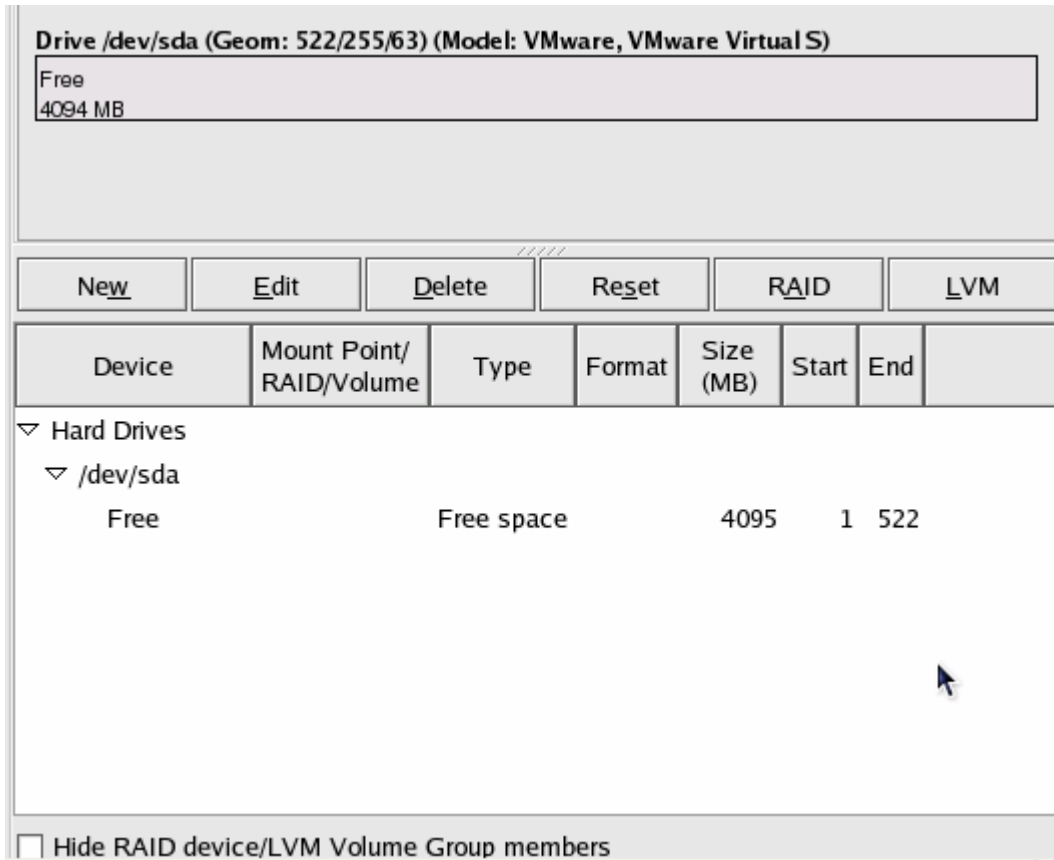 Drive /dev/sda (Geom: 522/255/63) (Model: VMware, VMware Virtual S)
Free
4094 MB
New Edit Delete Reset RAID LVM
Device Mount Point/ RAID/Volume Type Format Size (MB) Start End
Hard Drives
/dev/sda
Free Free space 4095 1 522
Hide RAID device/LVM Volume Group members